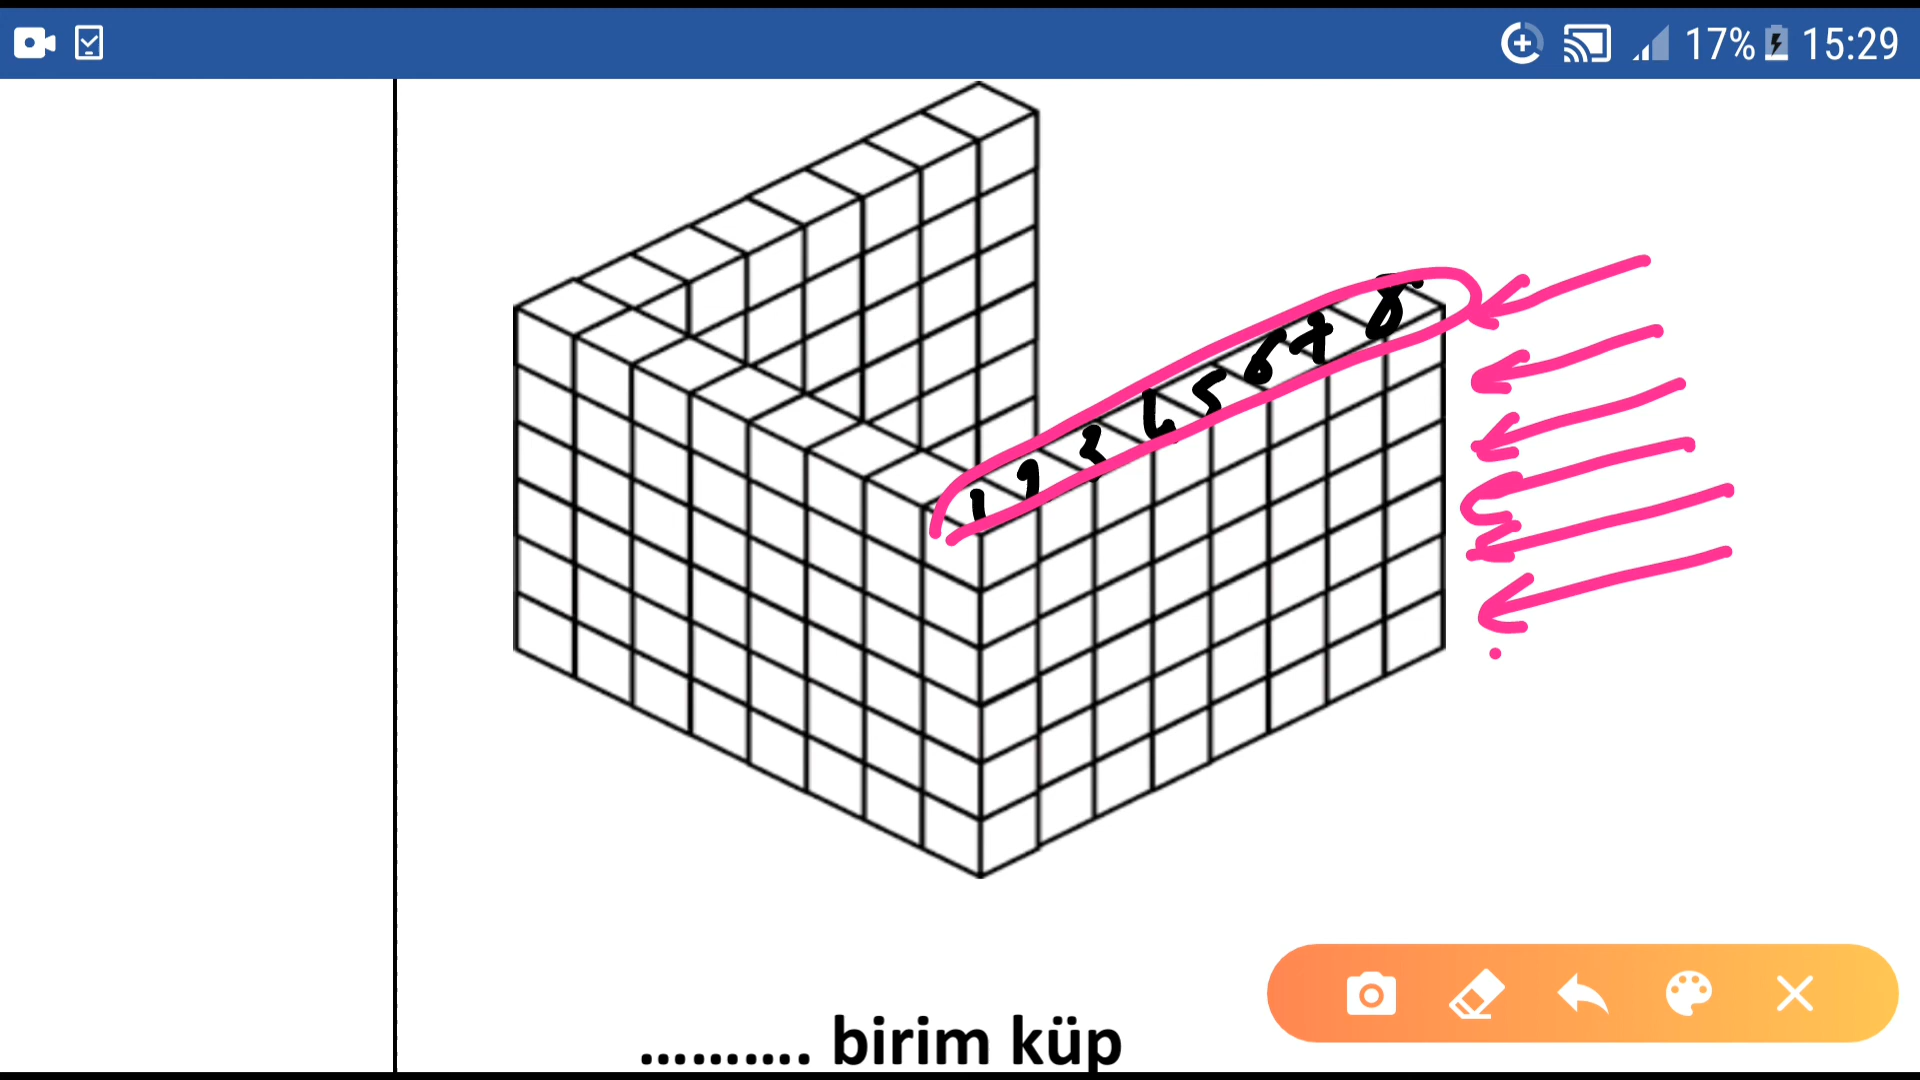 17% 15:29
1 2 3 4 5 6 7 8
.......... birim küp